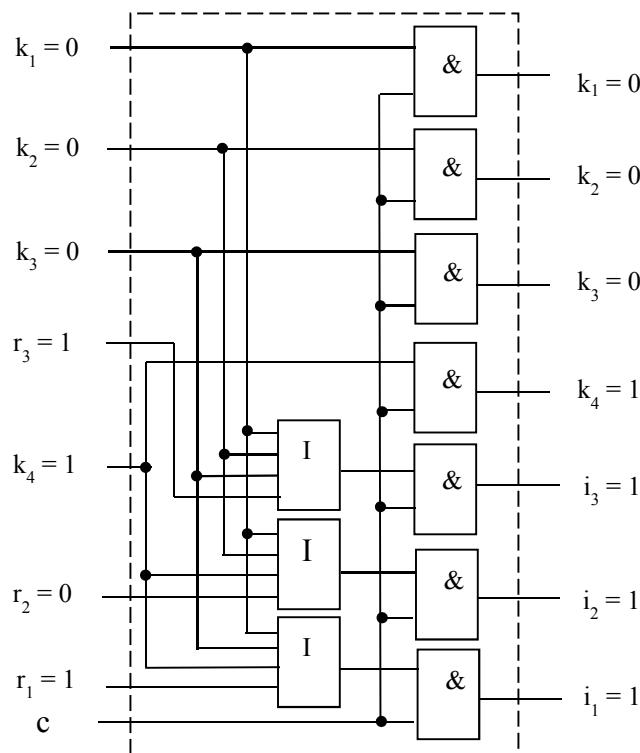 k₁ = 0
k₂ = 0
k₃ = 0
r₃ = 1
k₄ = 1
r₂ = 0
r₁ = 1
c
I
I
I
&
&
&
&
&
&
&
k₁ = 0
k₂ = 0
k₃ = 0
k₄ = 1
i₃ = 1
i₂ = 1
i₁ = 1